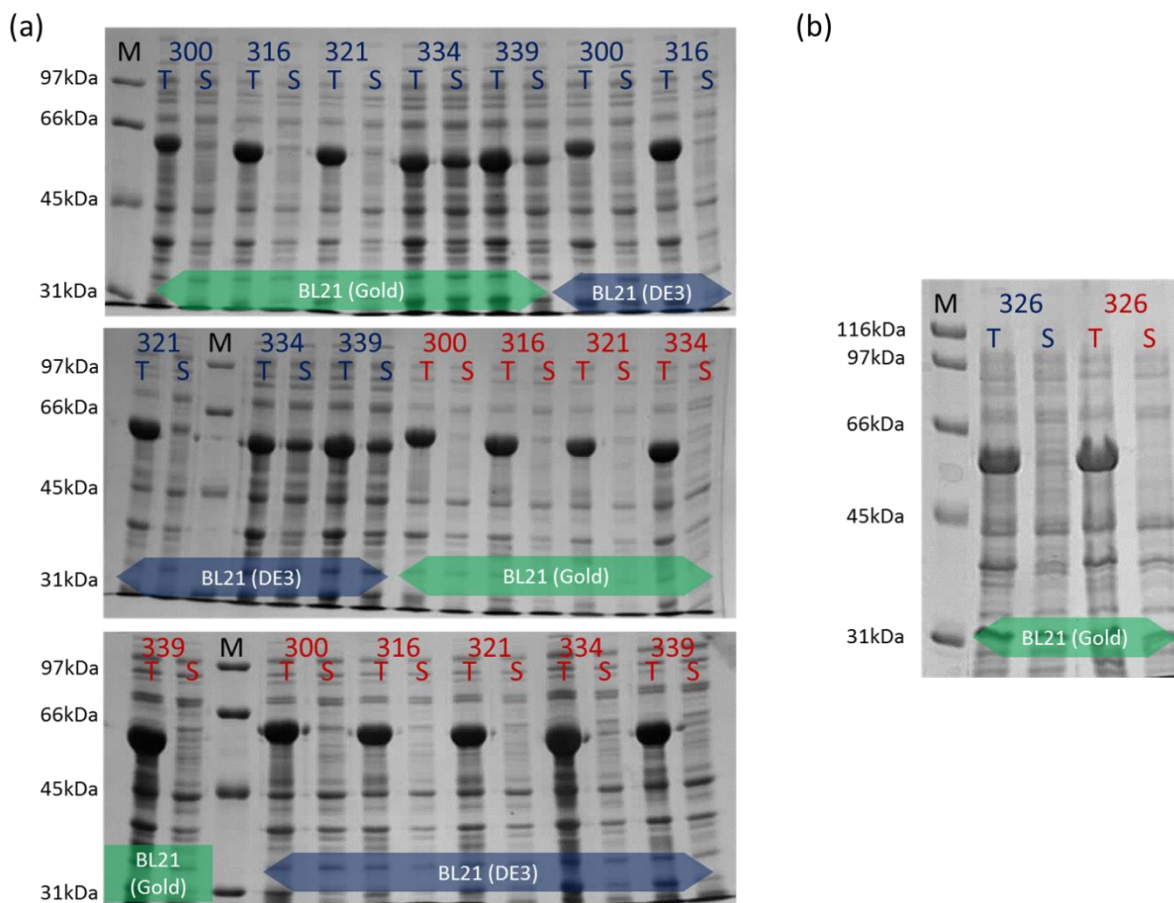 (a)
M 300 316 321 334 339 300 316
T S T S T S T S T S T S T S
97kDa
66kDa
45kDa
31kDa
BL21 (Gold) BL21 (DE3)
321 M 334 339 300 316 321 334
T S T S T S T S T S T S T S
97kDa
66kDa
45kDa
31kDa
BL21 (DE3) BL21 (Gold)
339 M 300 316 321 334 339
T S T S T S T S T S T S
97kDa
66kDa
45kDa
31kDa
BL21
(Gold)
BL21 (DE3)
(b)
M 326 326
T S T S
116kDa
97kDa
66kDa
45kDa
31kDa
BL21 (Gold)